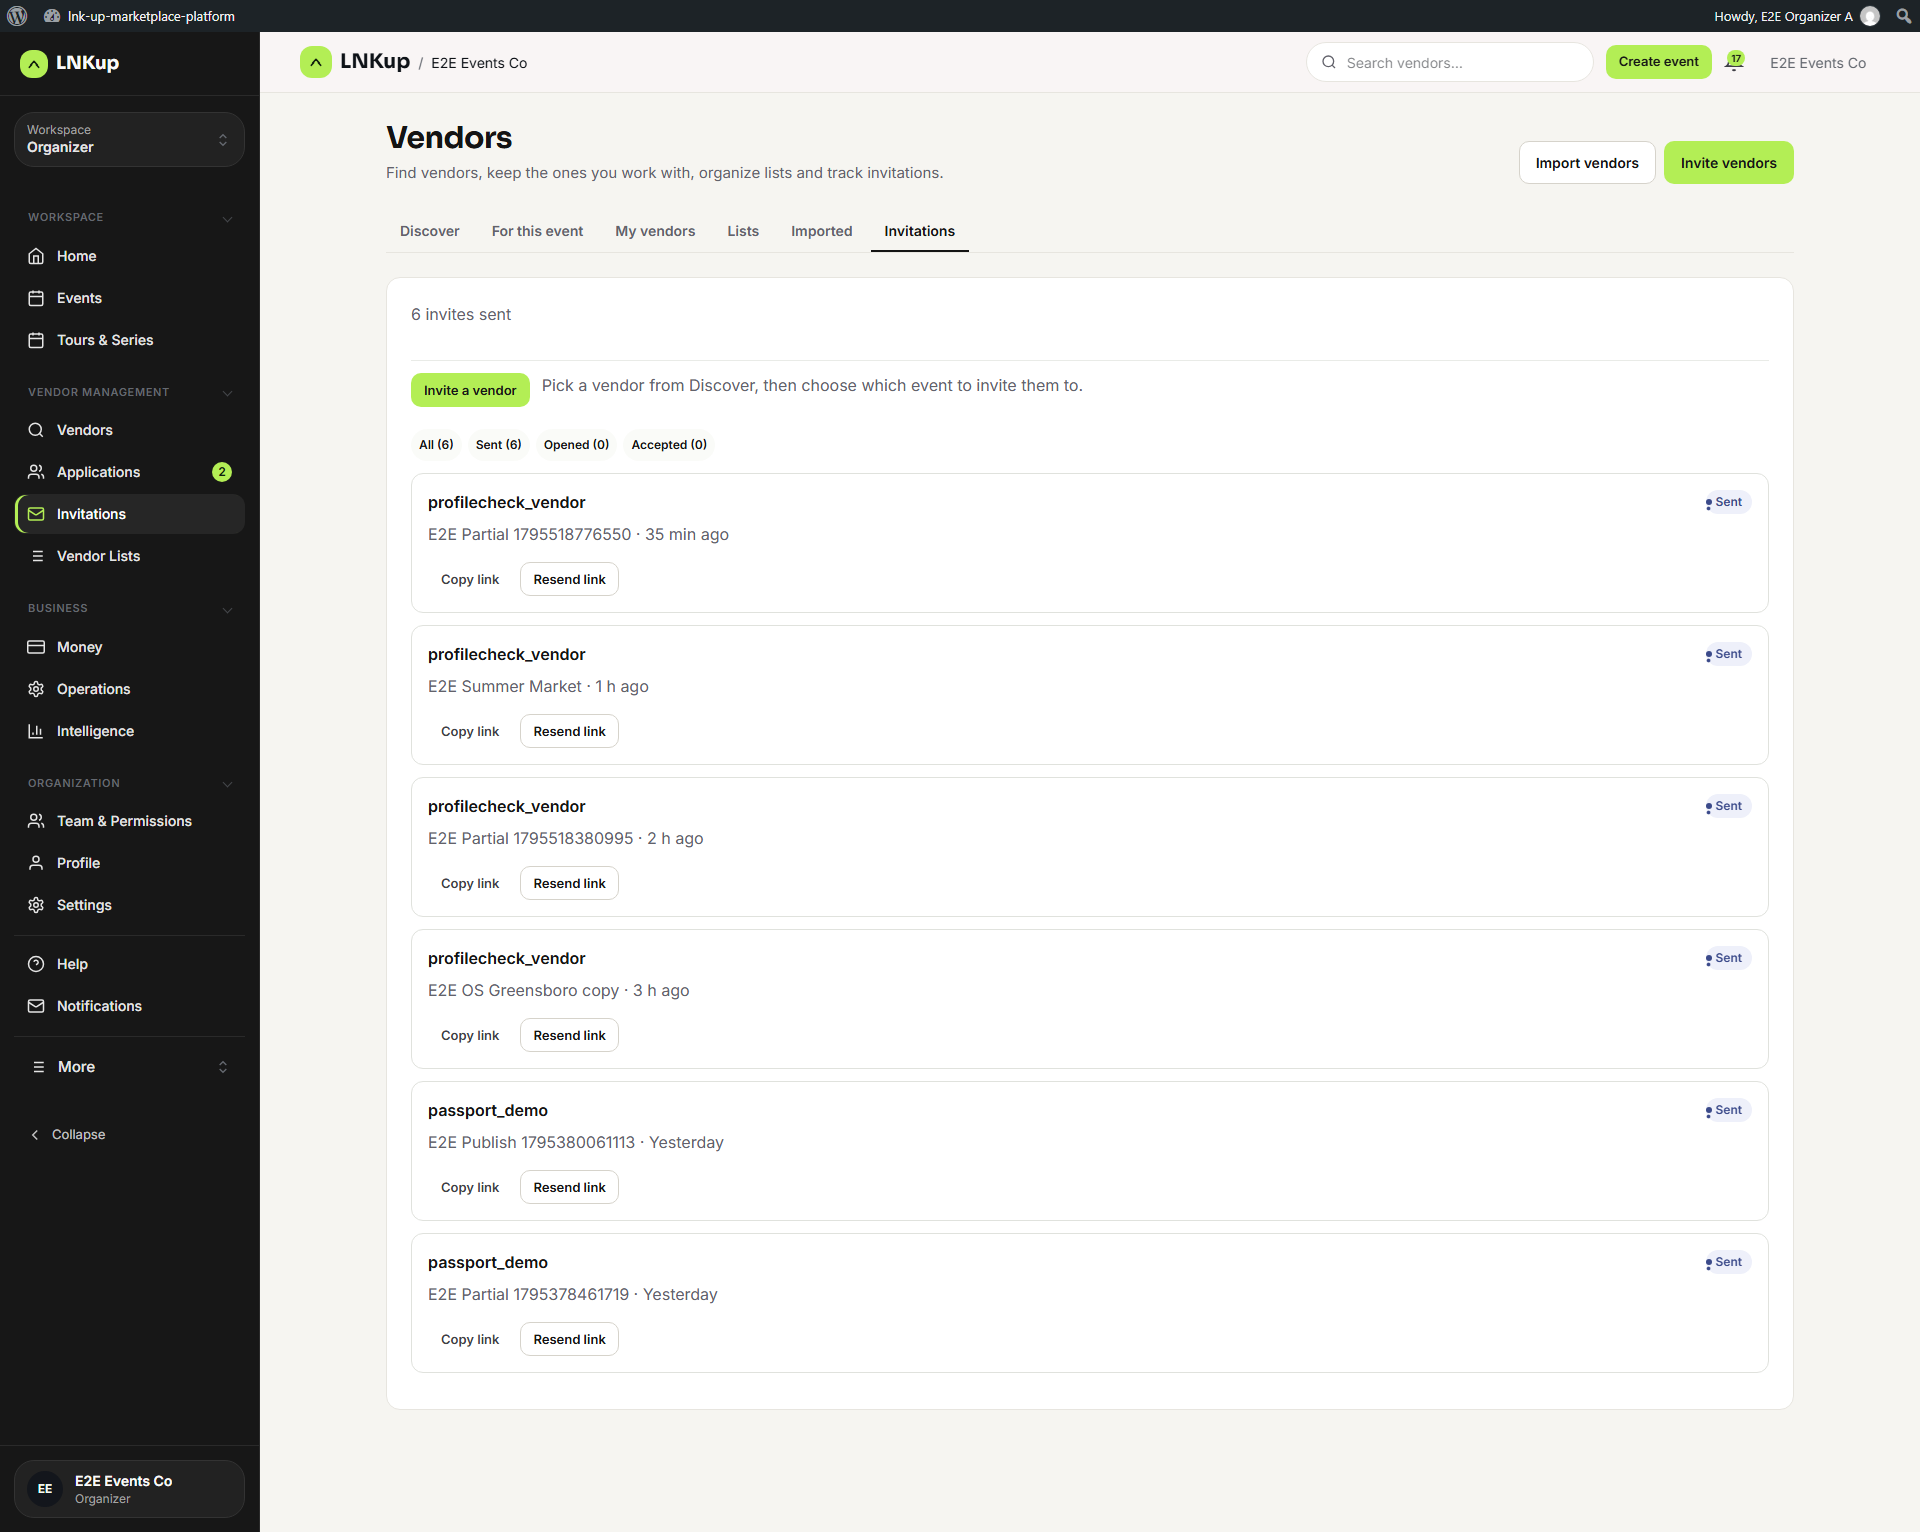 lnk-up-marketplace-platform
Howdy, E2E Organizer A
LNKup
Workspace
Organizer
WORKSPACE
Home
Events
Tours & Series
VENDOR MANAGEMENT
Vendors
Applications 2
Invitations
Vendor Lists
BUSINESS
Money
Operations
Intelligence
ORGANIZATION
Team & Permissions
Profile
Settings
Help
Notifications
More
Collapse
EE
E2E Events Co
Organizer
LNKup / E2E Events Co
Search vendors...
Create event
17
E2E Events Co
Vendors
Find vendors, keep the ones you work with, organize lists and track invitations.
Import vendors
Invite vendors
Discover
For this event
My vendors
Lists
Imported
Invitations
6 invites sent
Invite a vendor
Pick a vendor from Discover, then choose which event to invite them to.
All (6)
Sent (6)
Opened (0)
Accepted (0)
profilecheck_vendor
Sent
E2E Partial 1795518776550 · 35 min ago
Copy link
Resend link
profilecheck_vendor
Sent
E2E Summer Market · 1 h ago
Copy link
Resend link
profilecheck_vendor
Sent
E2E Partial 1795518380995 · 2 h ago
Copy link
Resend link
profilecheck_vendor
Sent
E2E OS Greensboro copy · 3 h ago
Copy link
Resend link
passport_demo
Sent
E2E Publish 1795380061113 · Yesterday
Copy link
Resend link
passport_demo
Sent
E2E Partial 1795378461719 · Yesterday
Copy link
Resend link